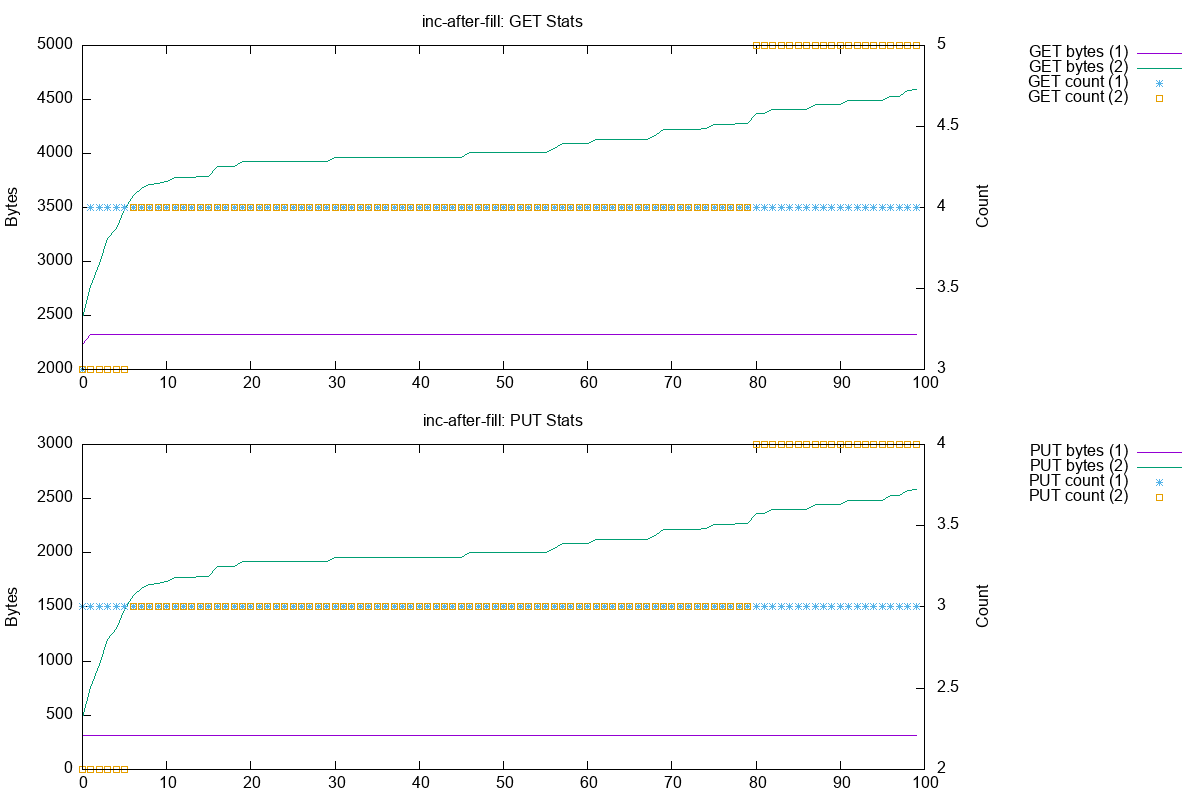 inc-after-fill: GET Stats
5000
4500
4000
3500
3000
2500
2000
Bytes
5
4.5
4
3.5
3
Count
0 10 20 30 40 50 60 70 80 90 100
GET bytes (1)
GET bytes (2)
GET count (1)
GET count (2)
inc-after-fill: PUT Stats
3000
2500
2000
1500
1000
500
0
Bytes
4
3.5
3
2.5
2
Count
0 10 20 30 40 50 60 70 80 90 100
PUT bytes (1)
PUT bytes (2)
PUT count (1)
PUT count (2)